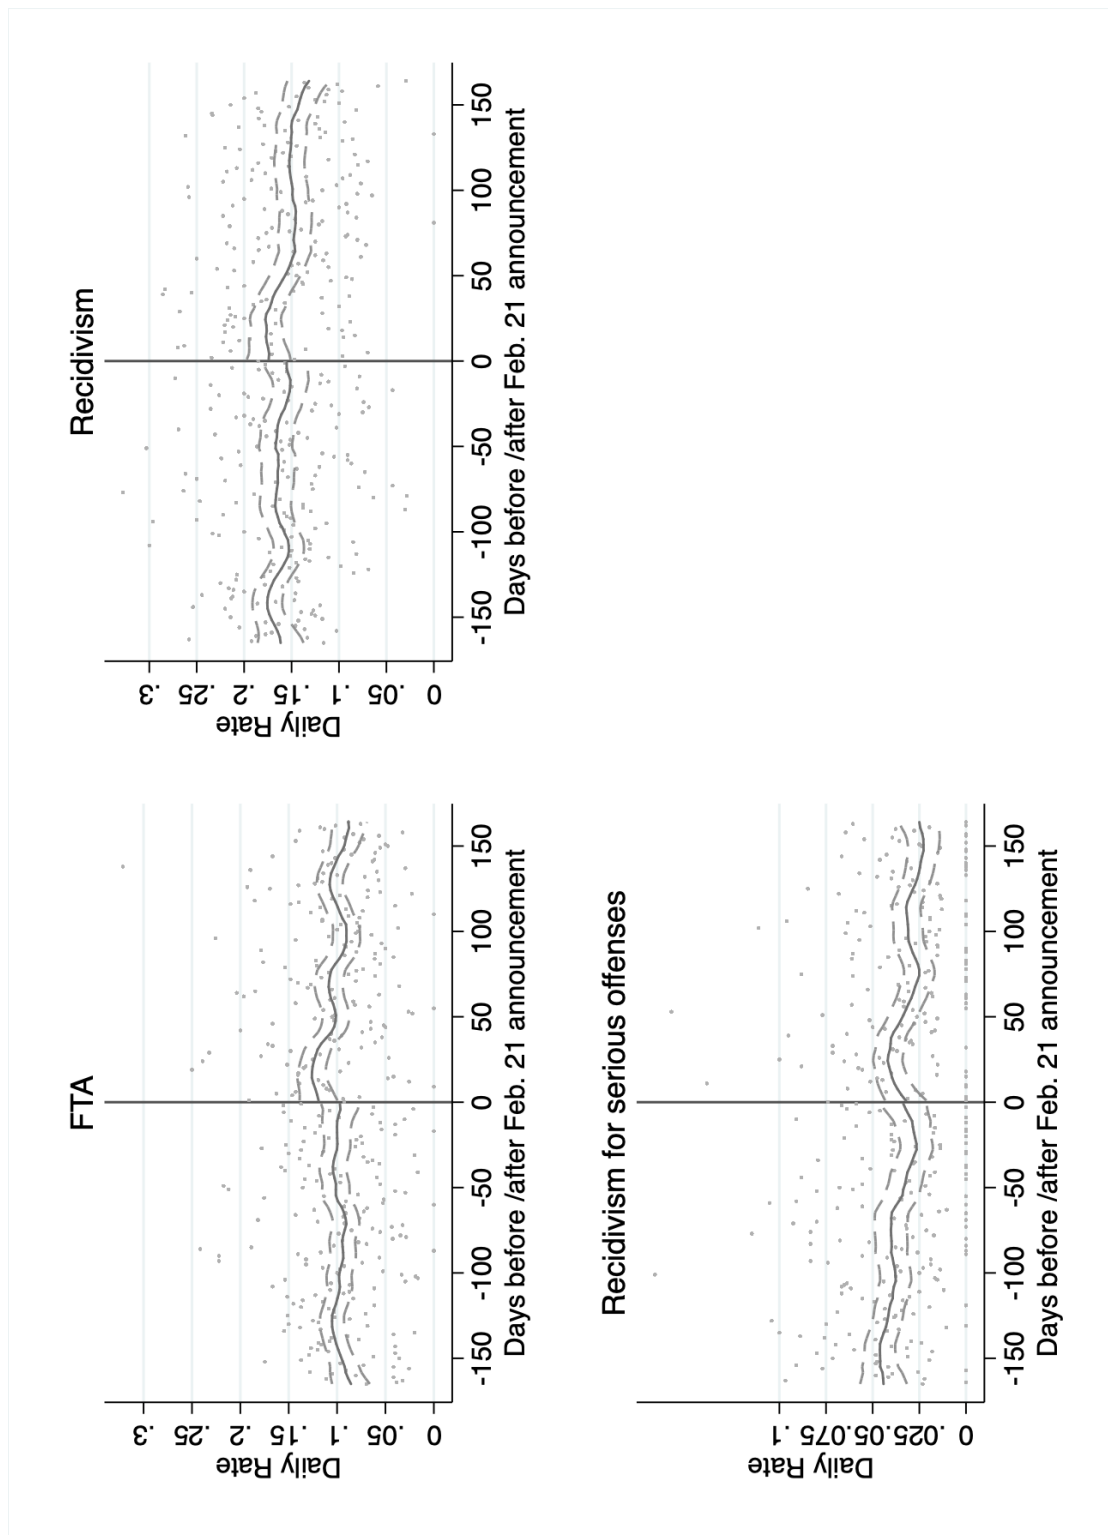 FTA
Daily Rate
.3
.25
.2
.15
.1
.05
0
-150 -100 -50 0 50 100 150
Days before /after Feb. 21 announcement
Recidivism
Daily Rate
.3
.25
.2
.15
.1
.05
0
-150 -100 -50 0 50 100 150
Days before /after Feb. 21 announcement
Recidivism for serious offenses
Daily Rate
.1
.075
.05
.025
0
-150 -100 -50 0 50 100 150
Days before /after Feb. 21 announcement